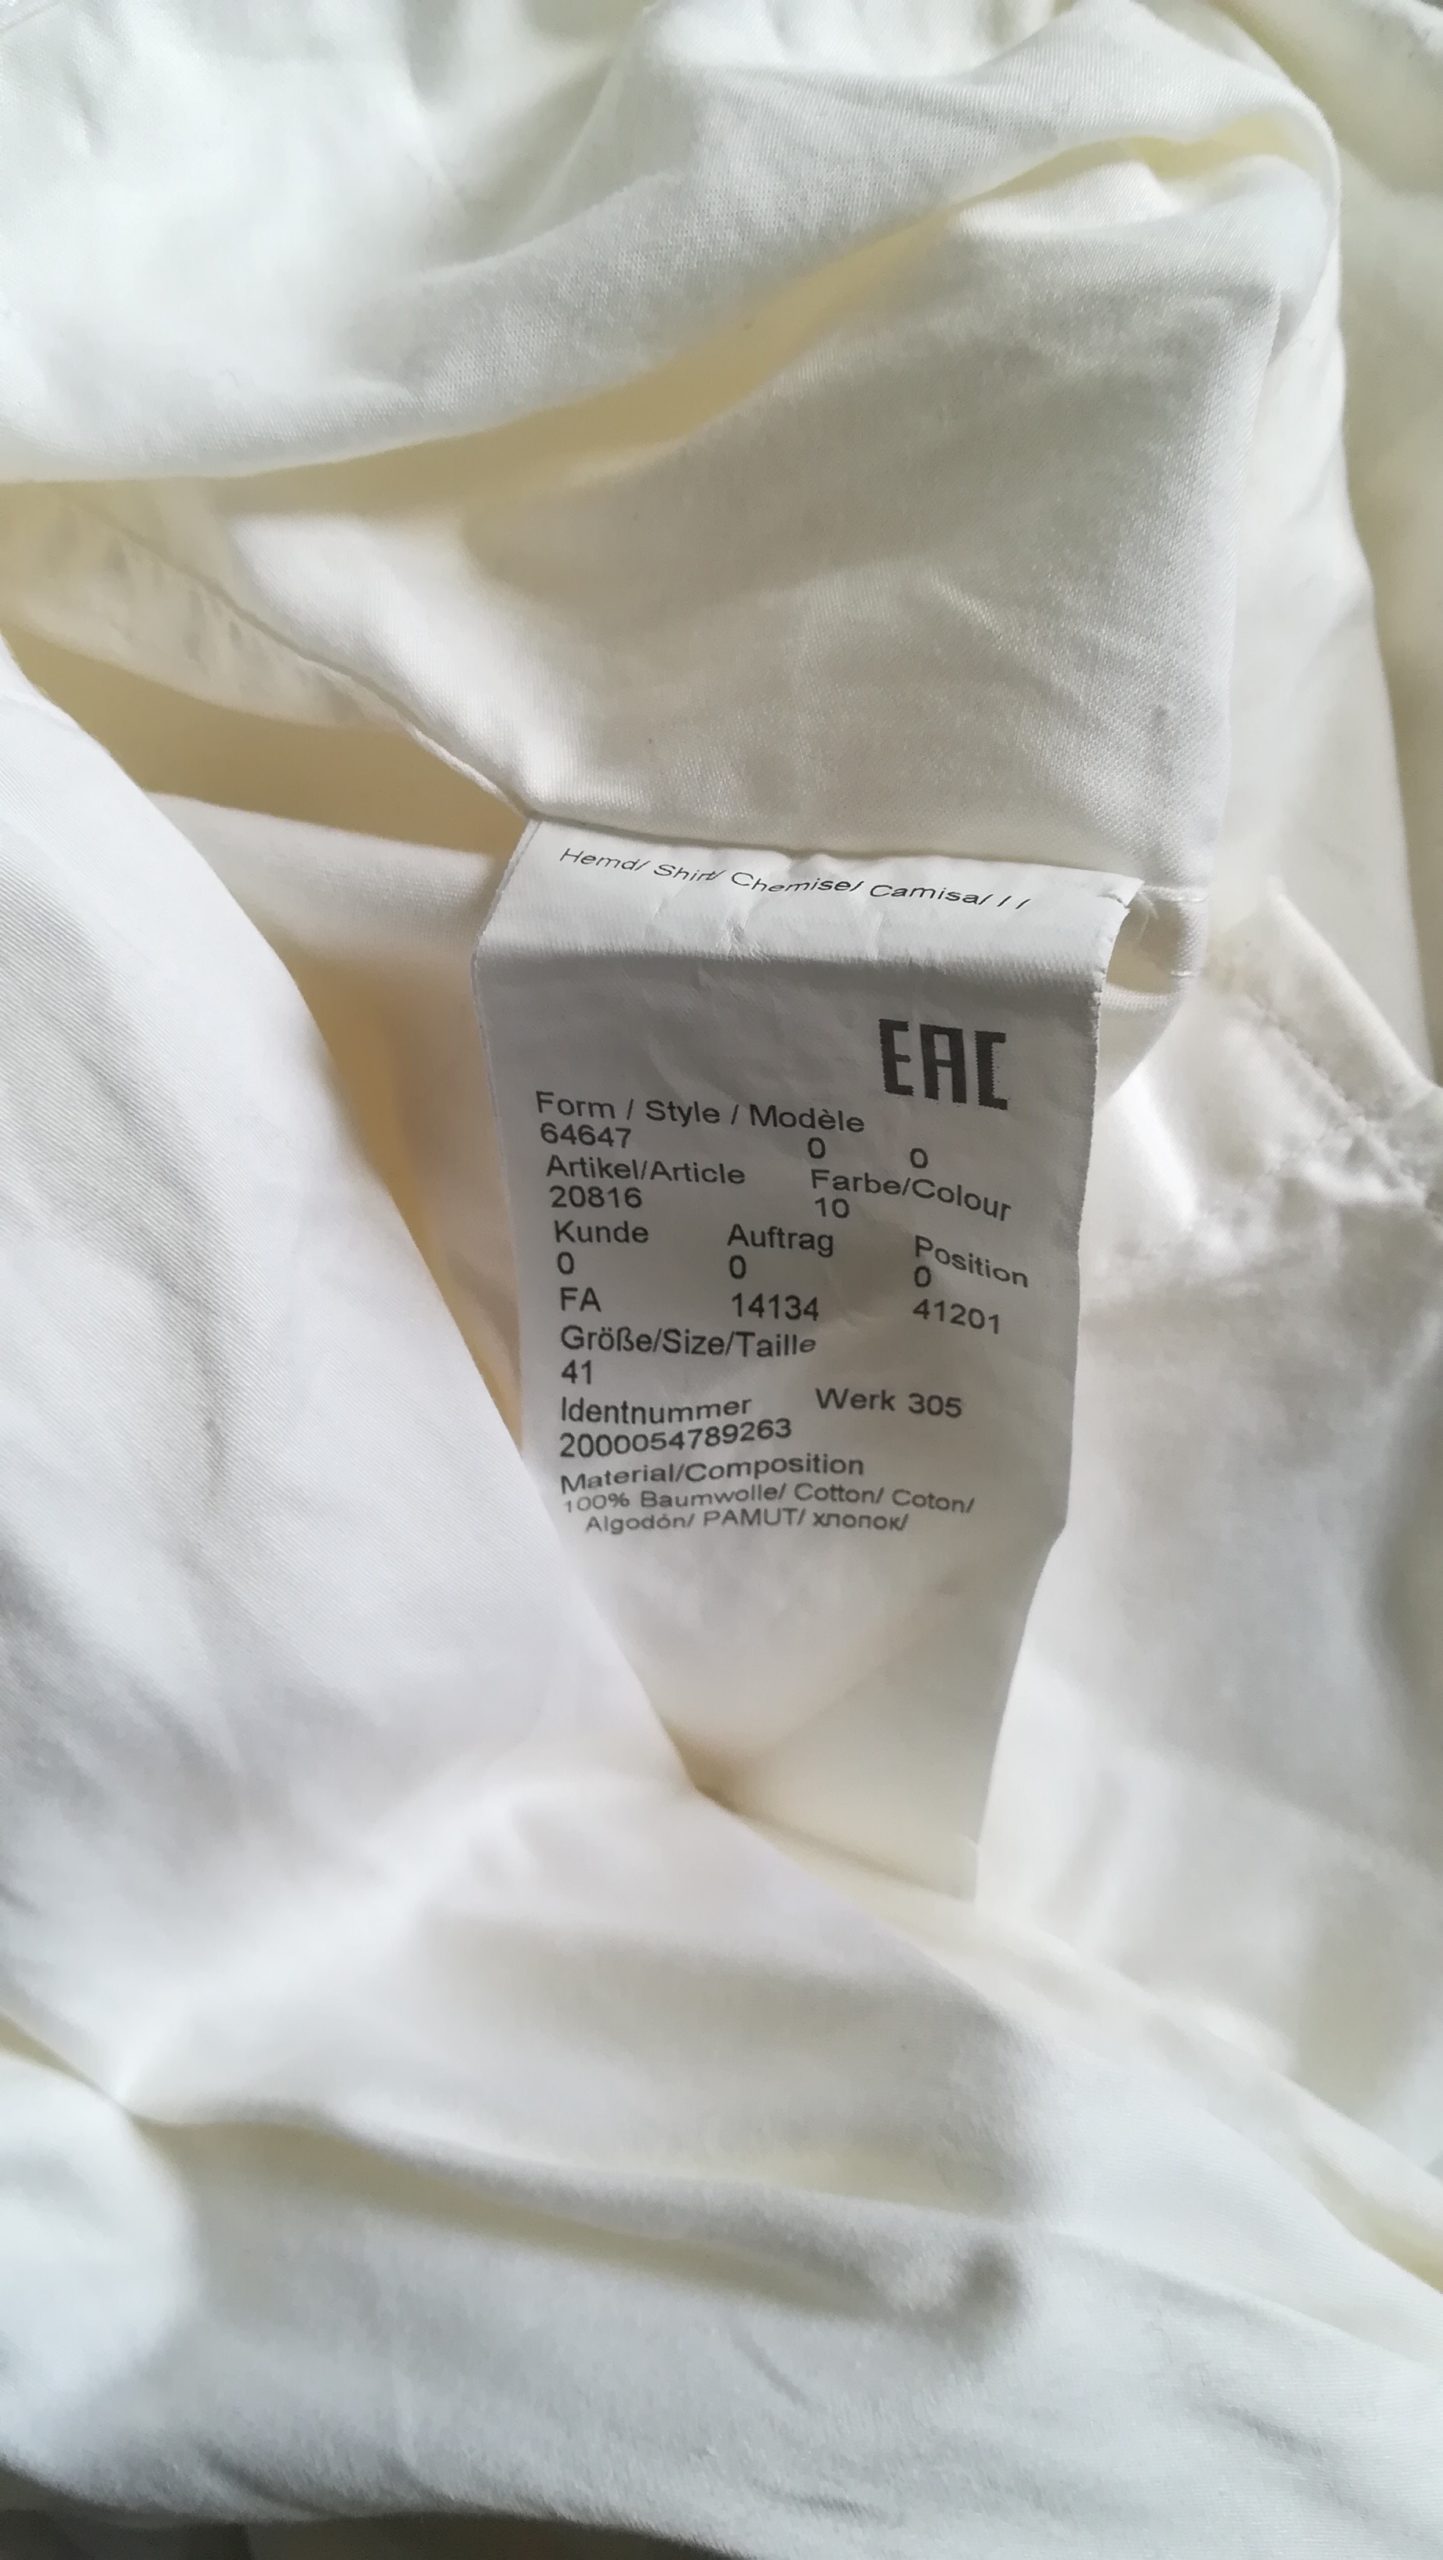 Hemd/ Shirt/ Chemise/ Camisa/ / /
EAC
Form / Style / Modèle
64647 0 0
Artikel/Article Farbe/Colour
20816 10
Kunde Auftrag Position
0 0 0
FA 14134 41201
Größe/Size/Taille
41
Identnummer Werk 305
2000054789263
Material/Composition
100% Baumwolle/ Cotton/ Coton/
Algodón/ PAMUT/ хлопок/